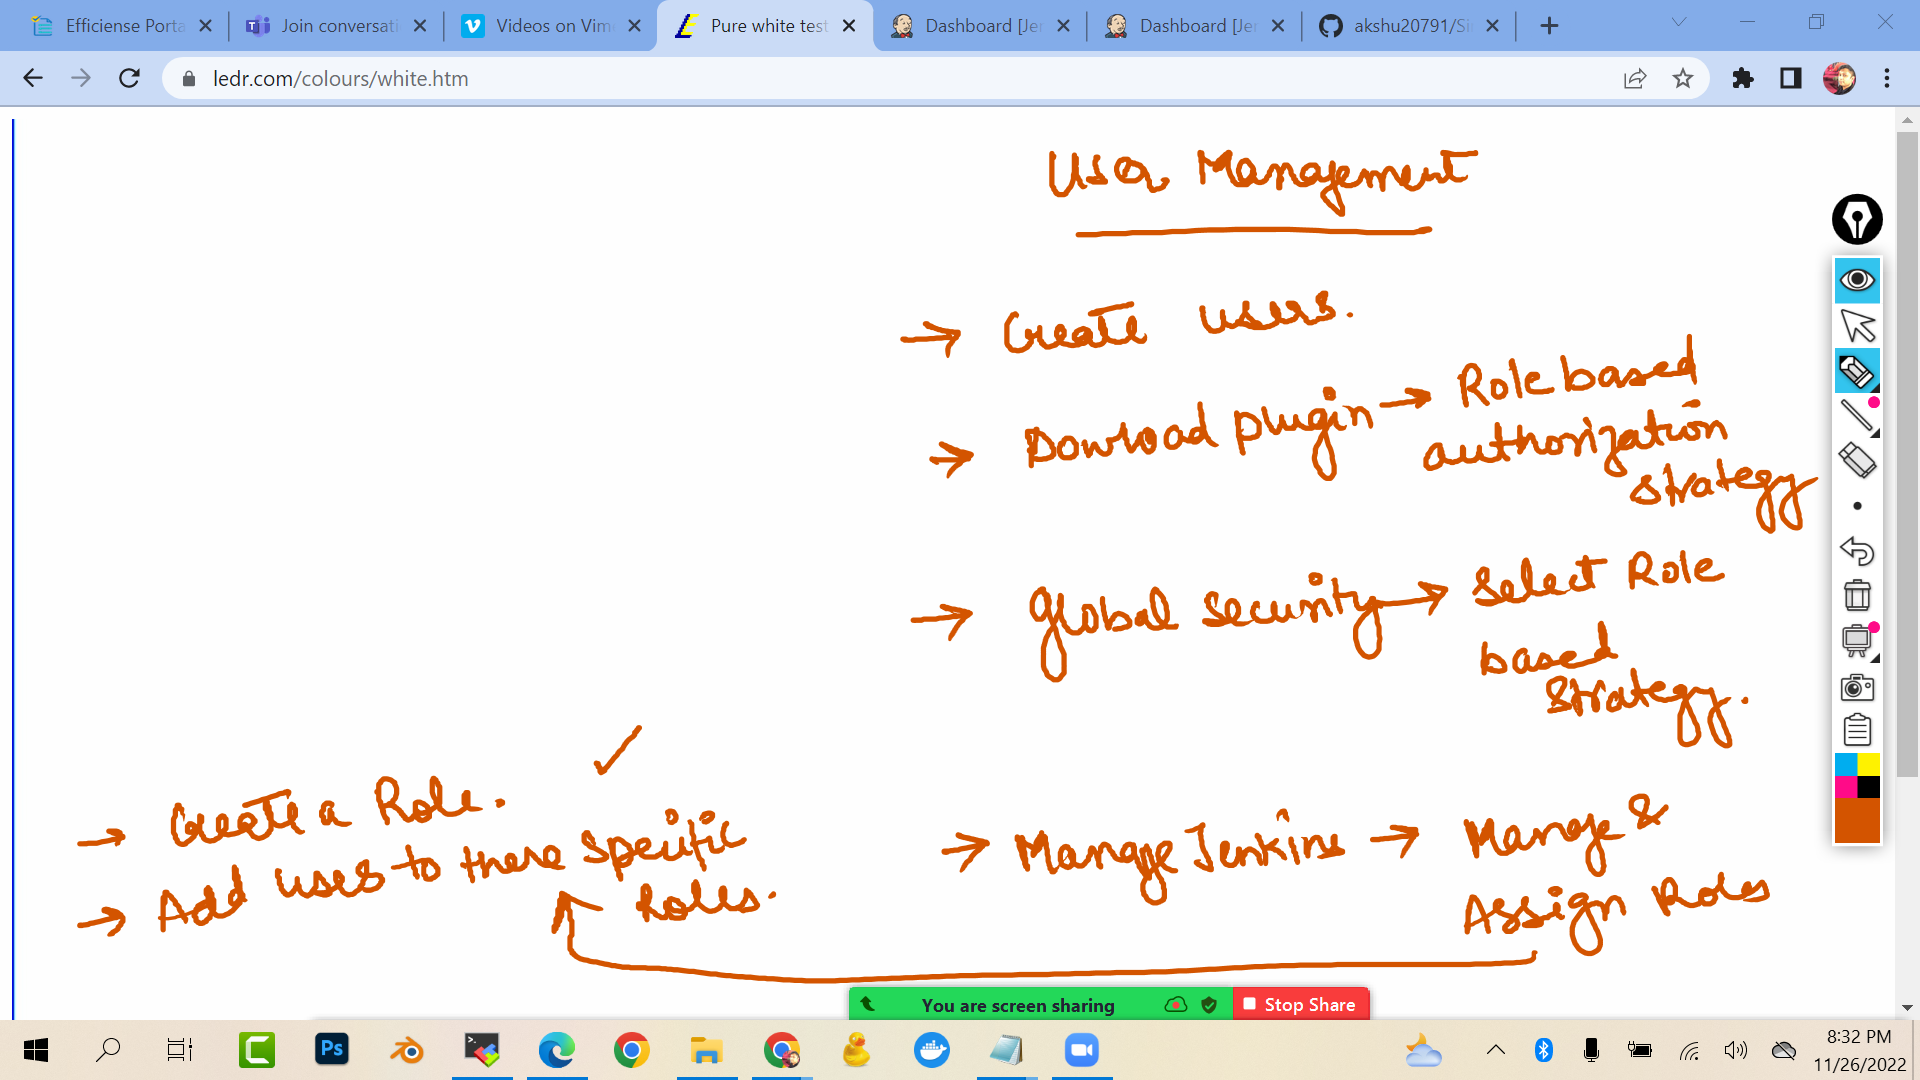 Efficiense Porta
Join conversati
Videos on Vim
Pure white test
Dashboard [Jen
Dashboard [Jen
akshu20791/Si
ledr.com/colours/white.htm
User Management
→ Create users.
→ Dowload plugin → Role based
authorization
strategy
→ Global security → Select Role
based
strategy.
→ Create a Role.
→ Add uses to these specific
Roles.
→ Manage Jenkins → Manage &
Assign Roles
You are screen sharing
Stop Share
Ps
8:32 PM
11/26/2022